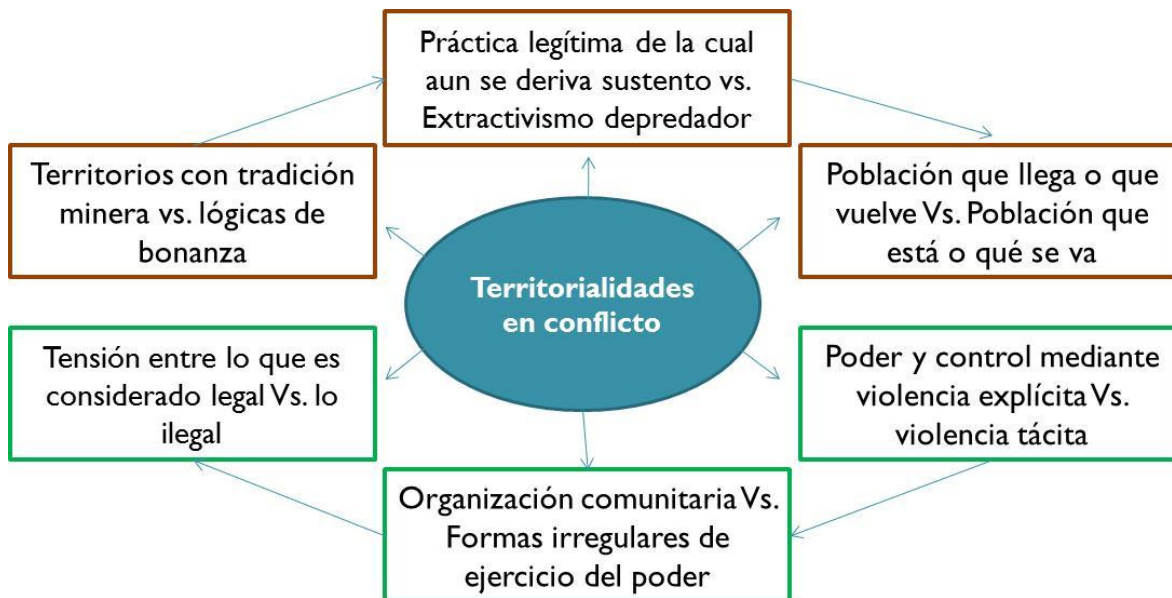 Práctica legítima de la cual
aun se deriva sustento vs.
Extractivismo depredador
Territorios con tradición
minera vs. lógicas de
bonanza
Población que llega o que
vuelve Vs. Población que
está o qué se va
Territorialidades
en conflicto
Tensión entre lo que es
considerado legal Vs. lo
ilegal
Poder y control mediante
violencia explícita Vs.
violencia tácita
Organización comunitaria Vs.
Formas irregulares de
ejercicio del poder